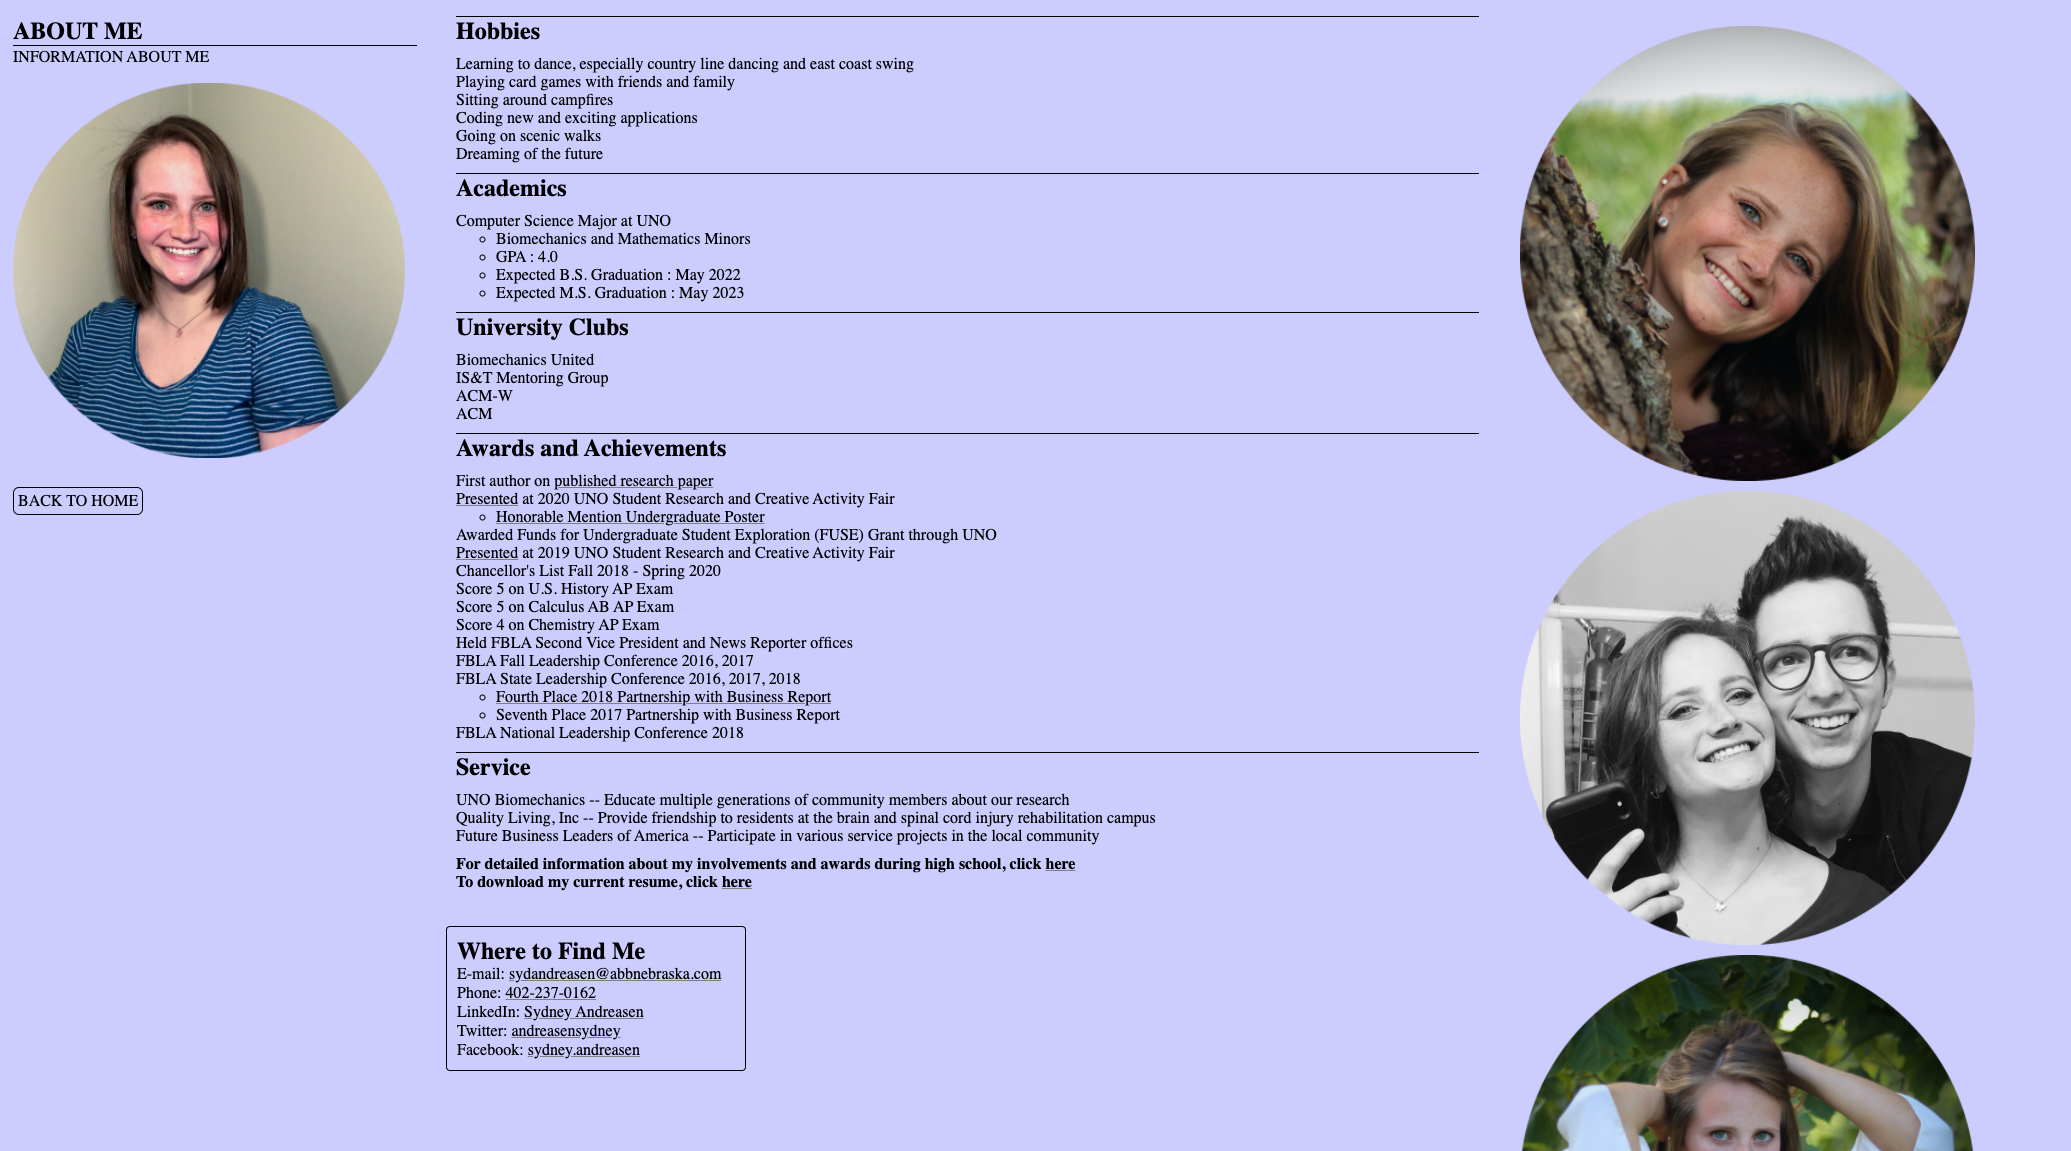 ABOUT ME
INFORMATION ABOUT ME
BACK TO HOME
Hobbies
Learning to dance, especially country line dancing and east coast swing
Playing card games with friends and family
Sitting around campfires
Coding new and exciting applications
Going on scenic walks
Dreaming of the future
Academics
Computer Science Major at UNO
Biomechanics and Mathematics Minors
GPA : 4.0
Expected B.S. Graduation : May 2022
Expected M.S. Graduation : May 2023
University Clubs
Biomechanics United
IS&T Mentoring Group
ACM-W
ACM
Awards and Achievements
First author on published research paper
Presented at 2020 UNO Student Research and Creative Activity Fair
Honorable Mention Undergraduate Poster
Awarded Funds for Undergraduate Student Exploration (FUSE) Grant through UNO
Presented at 2019 UNO Student Research and Creative Activity Fair
Chancellor's List Fall 2018 - Spring 2020
Score 5 on U.S. History AP Exam
Score 5 on Calculus AB AP Exam
Score 4 on Chemistry AP Exam
Held FBLA Second Vice President and News Reporter offices
FBLA Fall Leadership Conference 2016, 2017
FBLA State Leadership Conference 2016, 2017, 2018
Fourth Place 2018 Partnership with Business Report
Seventh Place 2017 Partnership with Business Report
FBLA National Leadership Conference 2018
Service
UNO Biomechanics -- Educate multiple generations of community members about our research
Quality Living, Inc -- Provide friendship to residents at the brain and spinal cord injury rehabilitation campus
Future Business Leaders of America -- Participate in various service projects in the local community
For detailed information about my involvements and awards during high school, click here
To download my current resume, click here
Where to Find Me
E-mail: sydandreasen@abbnebraska.com
Phone: 402-237-0162
LinkedIn: Sydney Andreasen
Twitter: andreasensydney
Facebook: sydney.andreasen